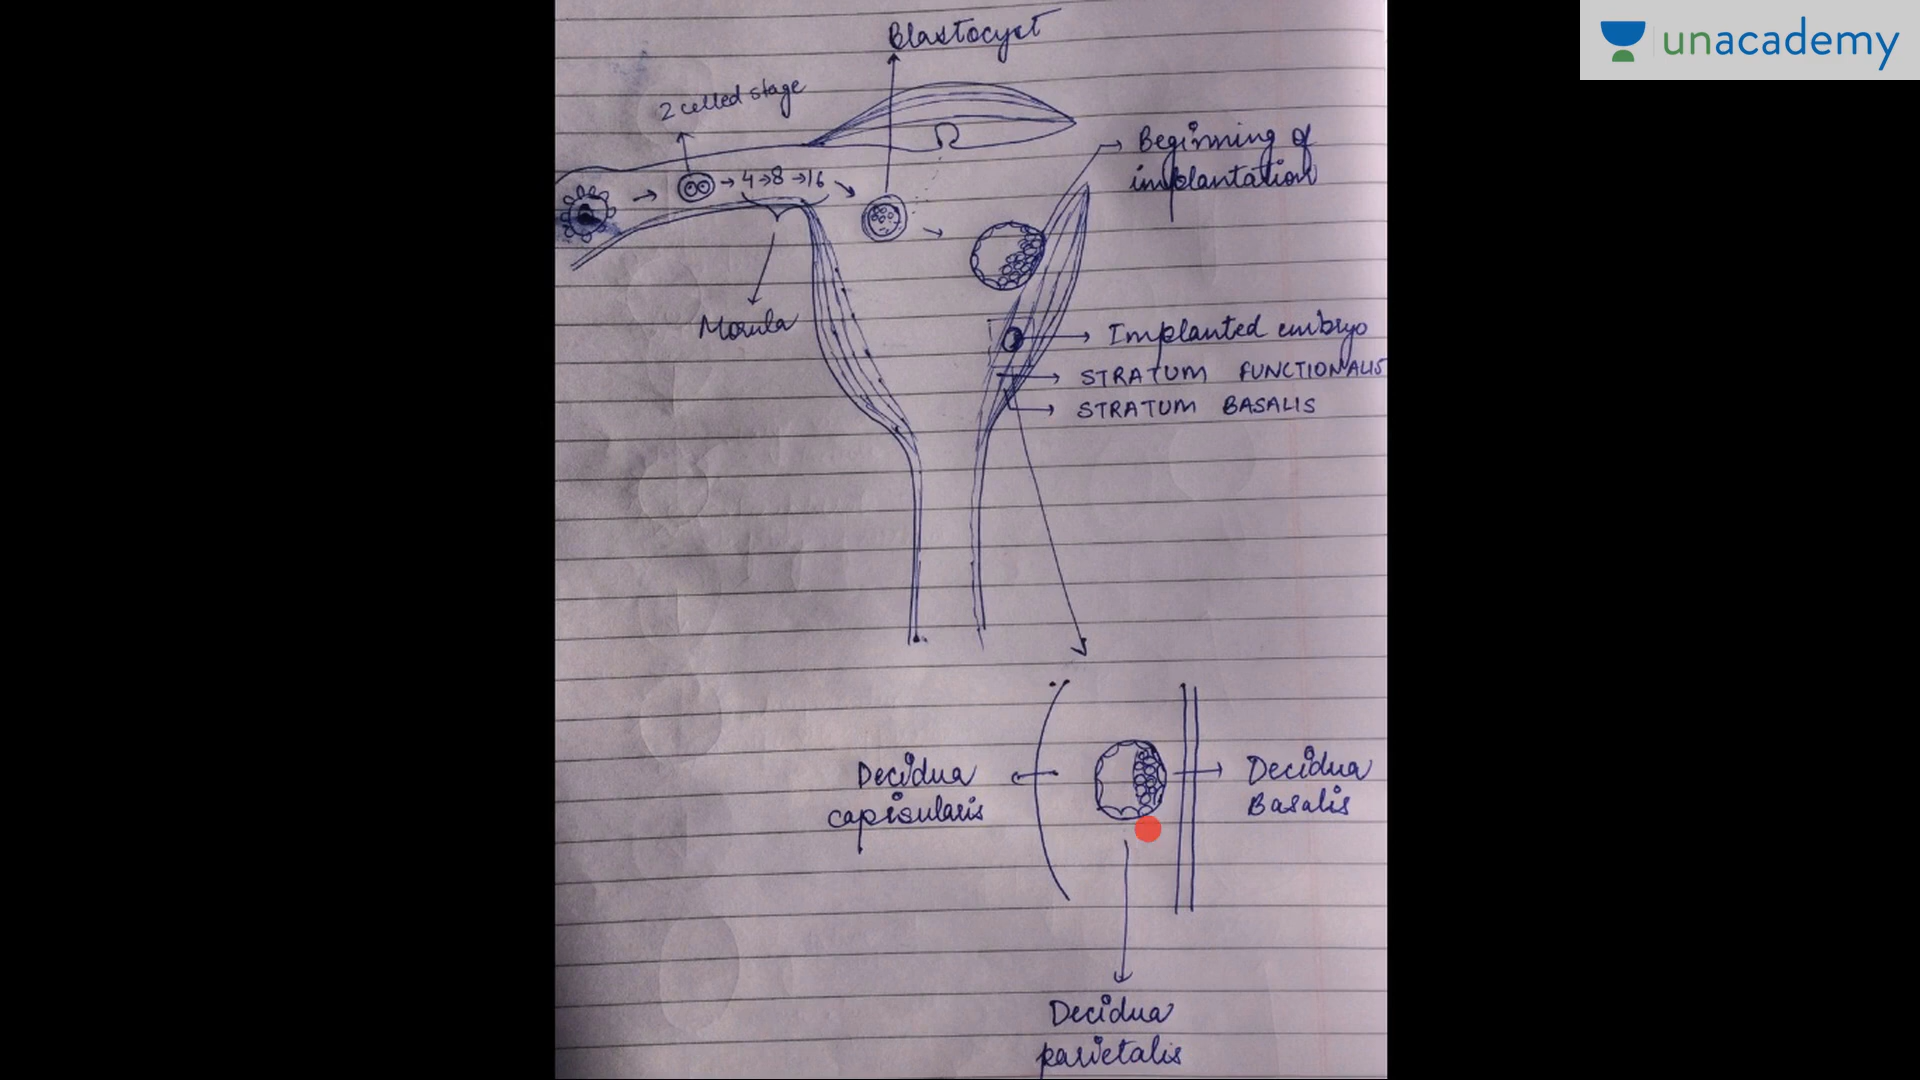 unacademy
Blastocyst
2 celled stage
→ 4→8→16
Beginning of
implantation
Morula
Implanted embryo
STRATUM FUNCTIONALIS
STRATUM BASALIS
Decidua
capsularis
Decidua
Basalis
Decidua
parietalis